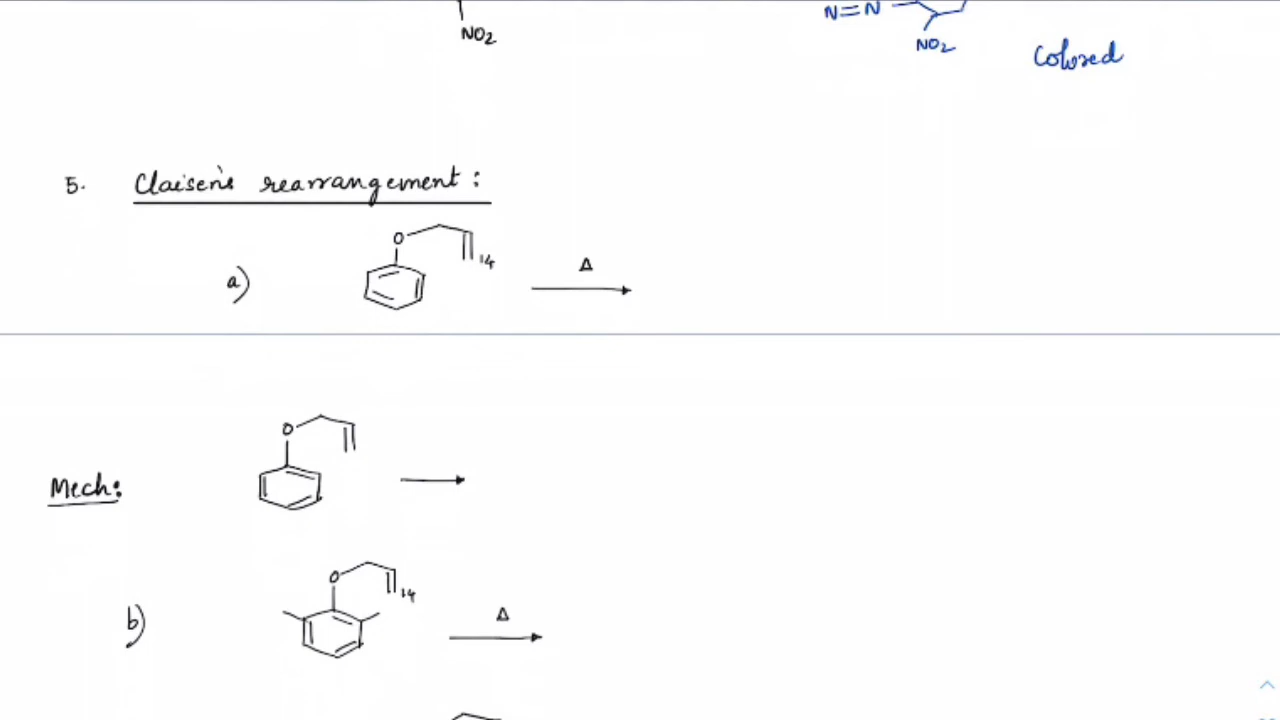 NO2
N=N
NO2
Colored
5. Claisen's rearrangement:
O
14
a)
Δ
O
Mech:
O
14
b)
Δ